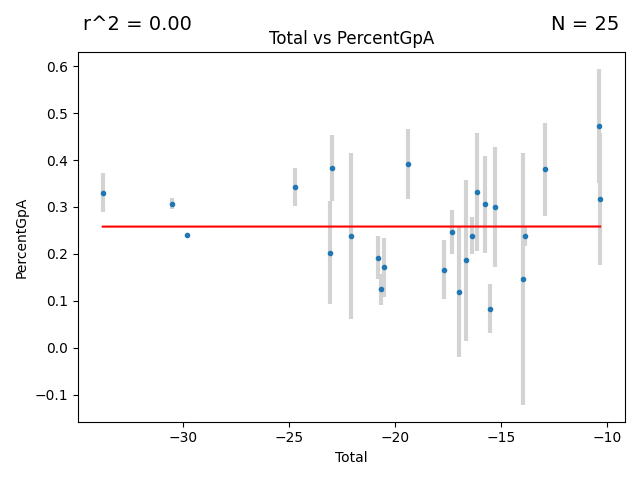 r^2 = 0.00
N = 25
Total vs PercentGpA
PercentGpA
0.6
0.5
0.4
0.3
0.2
0.1
0.0
−0.1
−30
−25
−20
−15
−10
Total